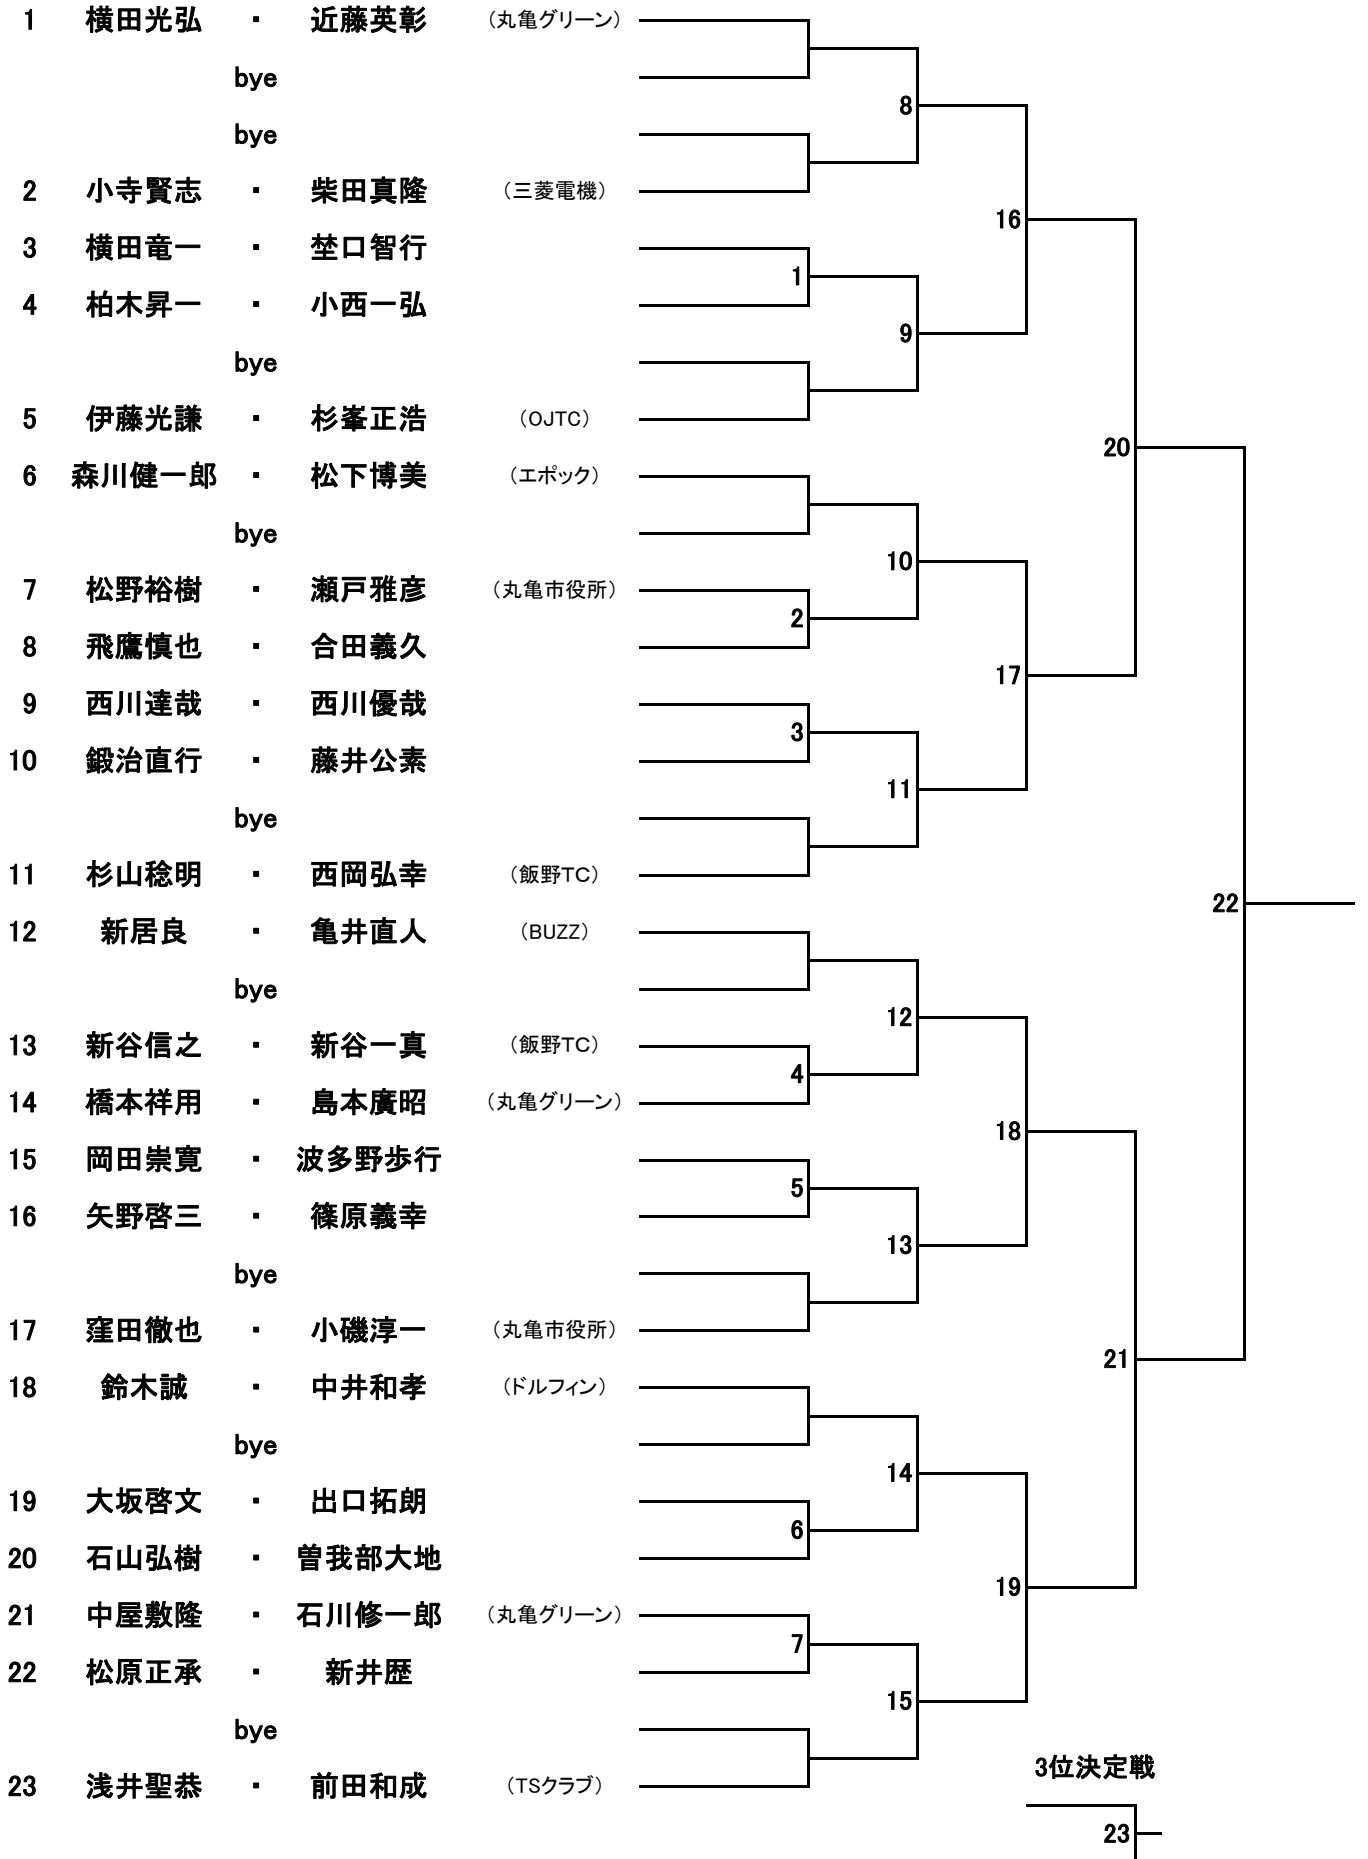 1 横田光弘 ・ 近藤英彰 （丸亀グリーン）
bye
8
bye
2 小寺賢志 ・ 柴田真隆 （三菱電機）
16
3 横田竜一 ・ 埜口智行
1
4 柏木昇一 ・ 小西一弘
9
bye
5 伊藤光謙 ・ 杉峯正浩 （OJTC）
20
6 森川健一郎 ・ 松下博美 （エポック）
bye
10
7 松野裕樹 ・ 瀬戸雅彦 （丸亀市役所）
2
8 飛鷹慎也 ・ 合田義久
17
9 西川達哉 ・ 西川優哉
3
10 鍛治直行 ・ 藤井公素
11
bye
11 杉山稔明 ・ 西岡弘幸 （飯野TC）
22
12 新居良 ・ 亀井直人 （BUZZ）
bye
12
13 新谷信之 ・ 新谷一真 （飯野TC）
4
14 橋本祥用 ・ 島本廣昭 （丸亀グリーン）
18
15 岡田崇寛 ・ 波多野歩行
5
16 矢野啓三 ・ 篠原義幸
13
bye
17 窪田徹也 ・ 小磯淳一 （丸亀市役所）
21
18 鈴木誠 ・ 中井和孝 （ドルフィン）
bye
14
19 大坂啓文 ・ 出口拓朗
6
20 石山弘樹 ・ 曽我部大地
19
21 中屋敷隆 ・ 石川修一郎 （丸亀グリーン）
7
22 松原正承 ・ 新井歴
15
bye
3位決定戦
23 浅井聖恭 ・ 前田和成 （TSクラブ）
23